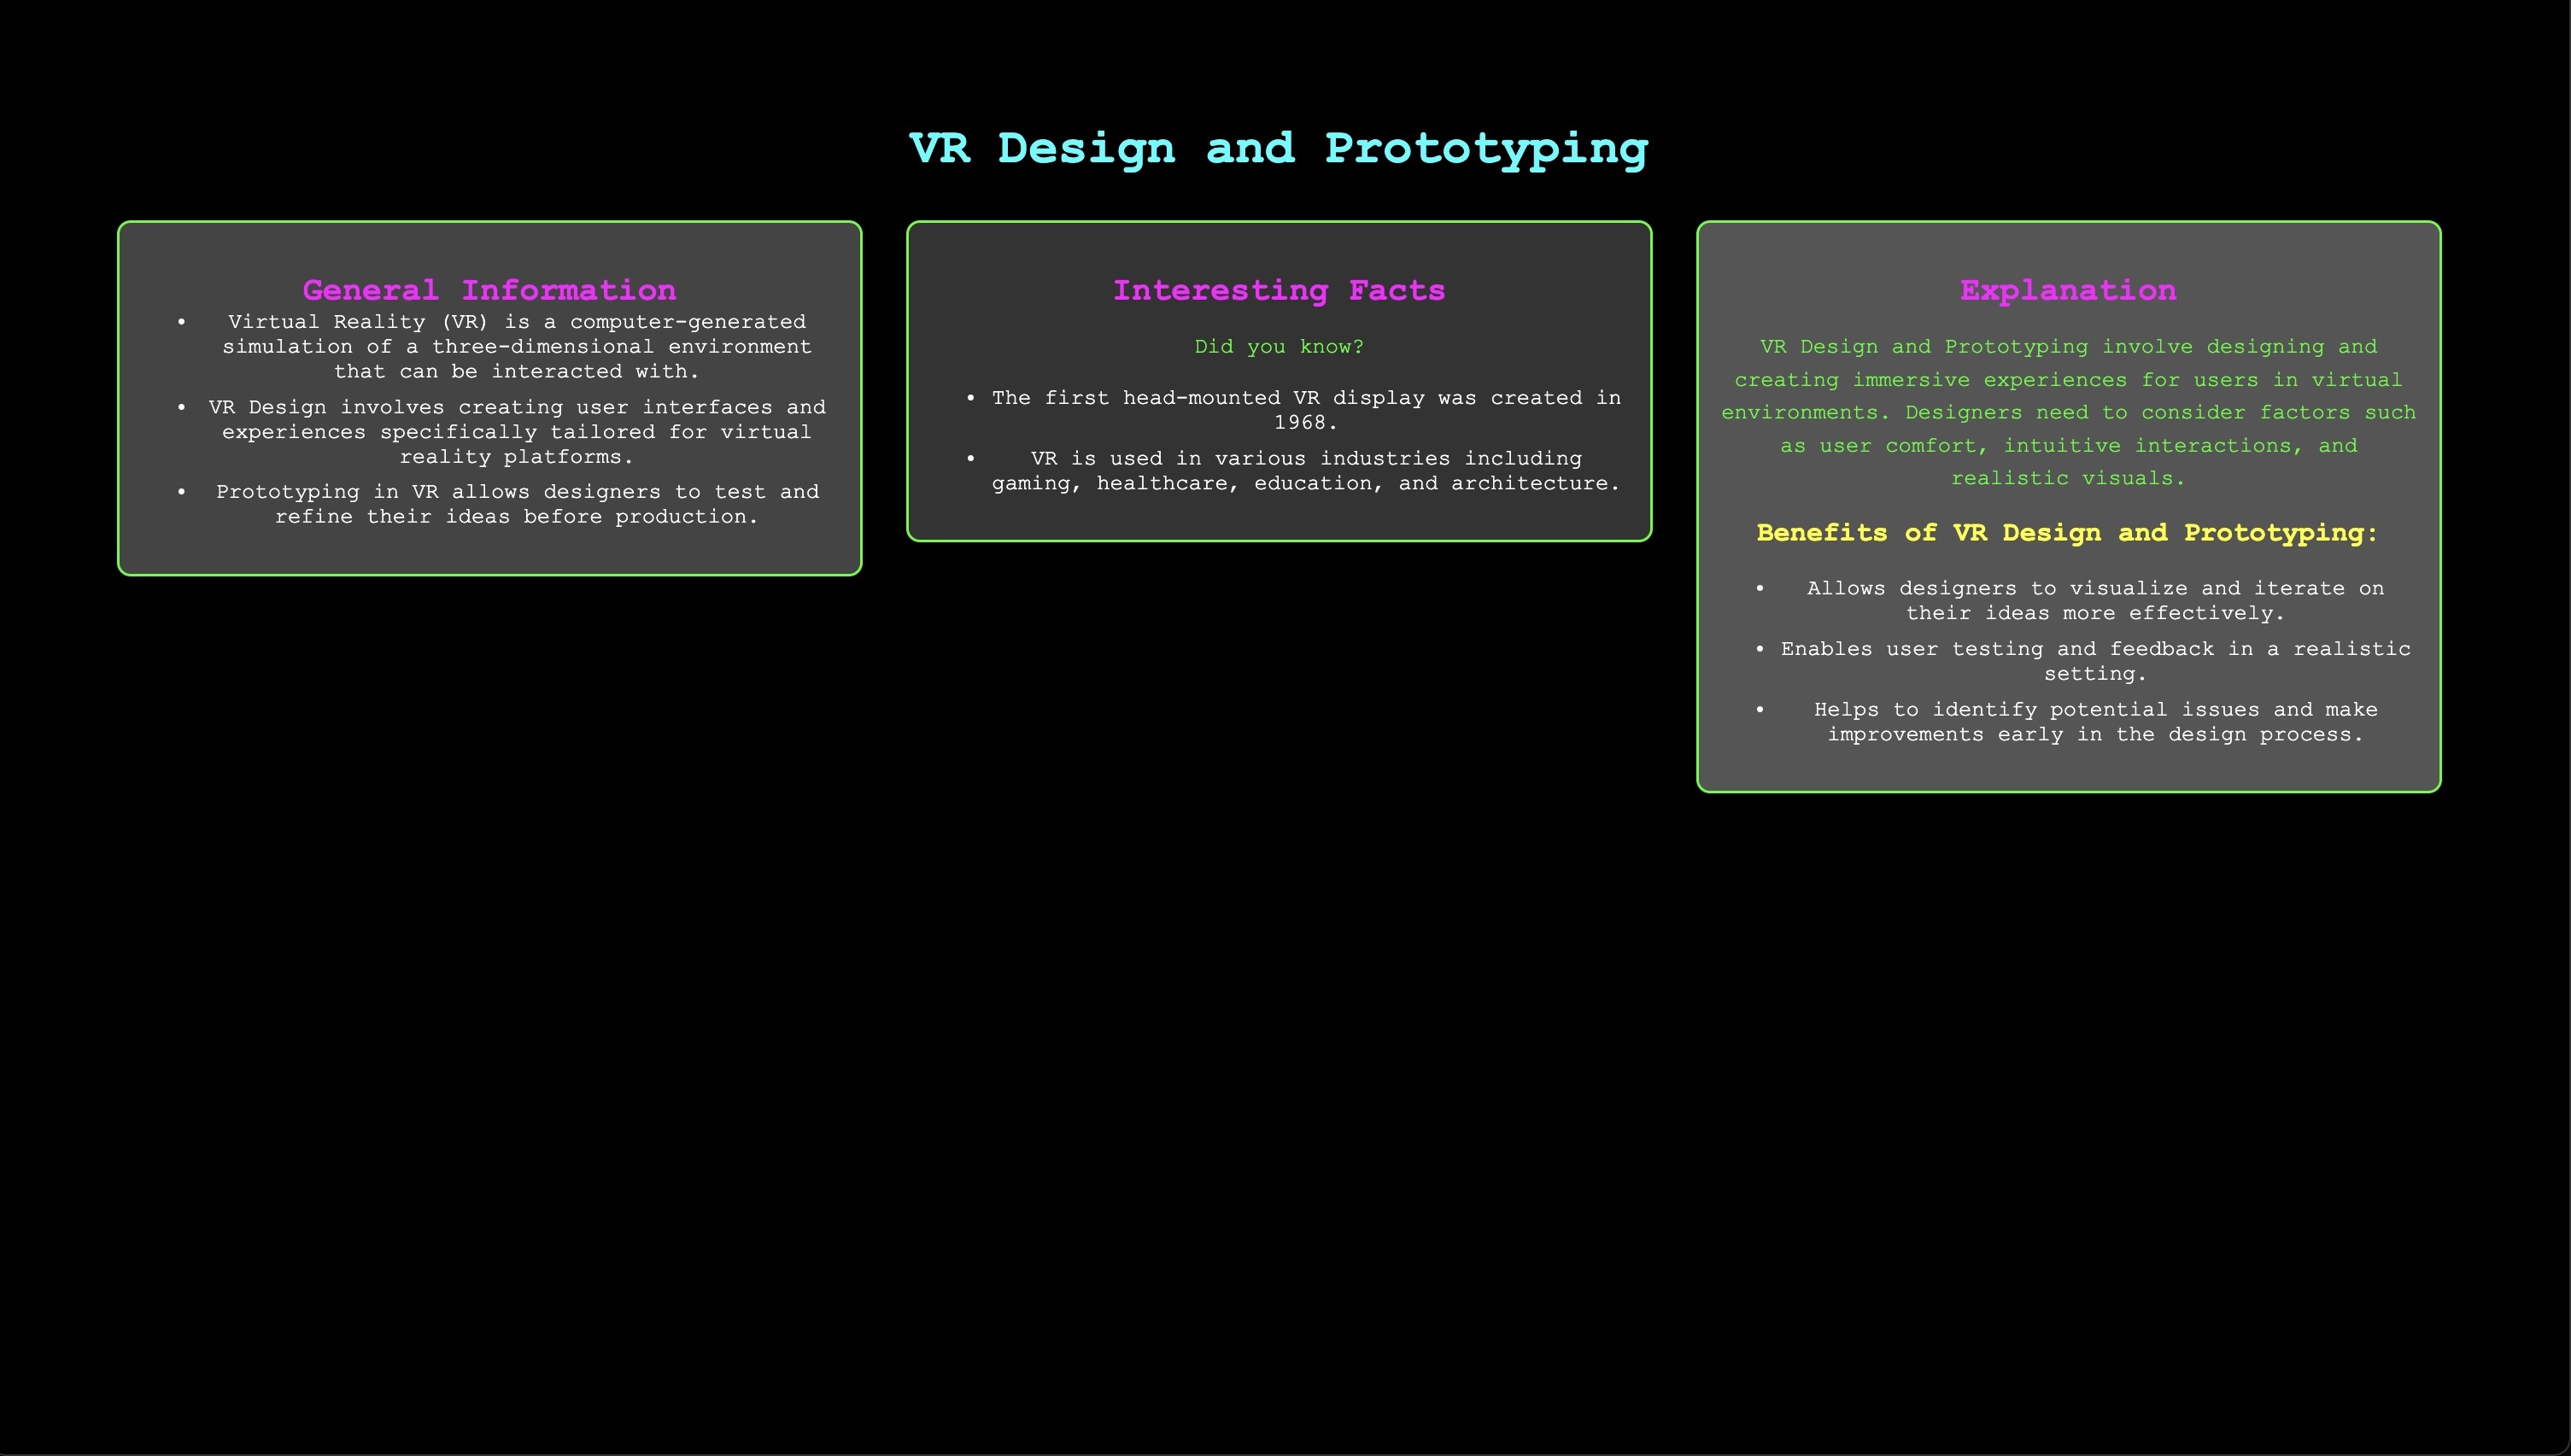 VR Design and Prototyping
General Information
• Virtual Reality (VR) is a computer-generated
simulation of a three-dimensional environment
that can be interacted with.
• VR Design involves creating user interfaces and
experiences specifically tailored for virtual
reality platforms.
• Prototyping in VR allows designers to test and
refine their ideas before production.
Interesting Facts
Did you know?
• The first head-mounted VR display was created in
1968.
• VR is used in various industries including
gaming, healthcare, education, and architecture.
Explanation
VR Design and Prototyping involve designing and
creating immersive experiences for users in virtual
environments. Designers need to consider factors such
as user comfort, intuitive interactions, and
realistic visuals.
Benefits of VR Design and Prototyping:
• Allows designers to visualize and iterate on
their ideas more effectively.
• Enables user testing and feedback in a realistic
setting.
• Helps to identify potential issues and make
improvements early in the design process.